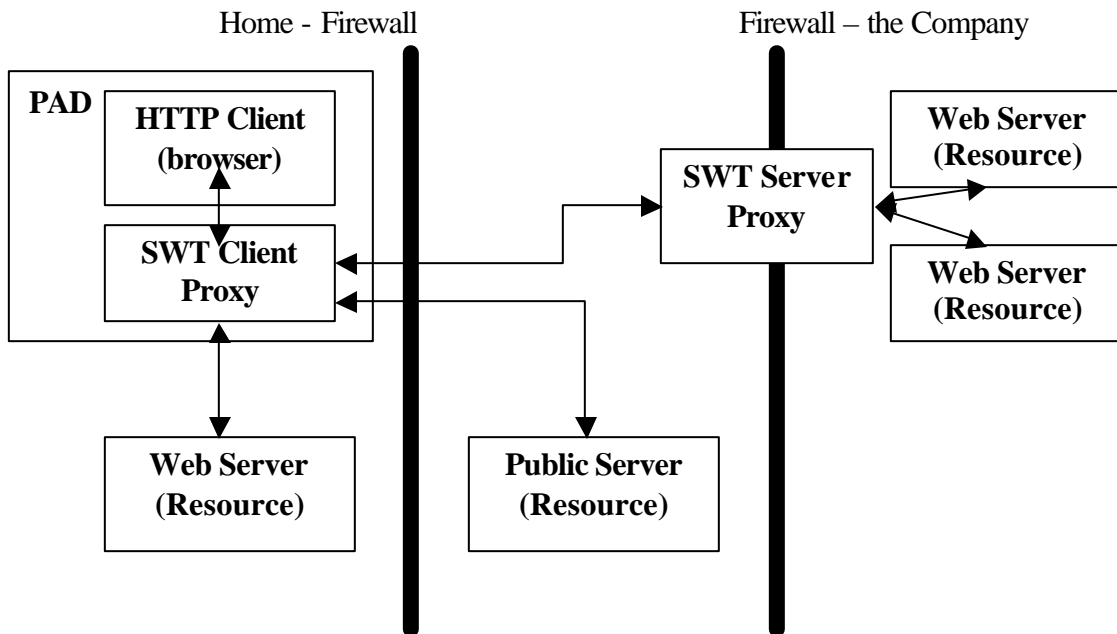 Home - Firewall
Firewall – the Company
PAD
HTTP Client
(browser)
SWT Client
Proxy
SWT Server
Proxy
Web Server
(Resource)
Web Server
(Resource)
Web Server
(Resource)
Public Server
(Resource)